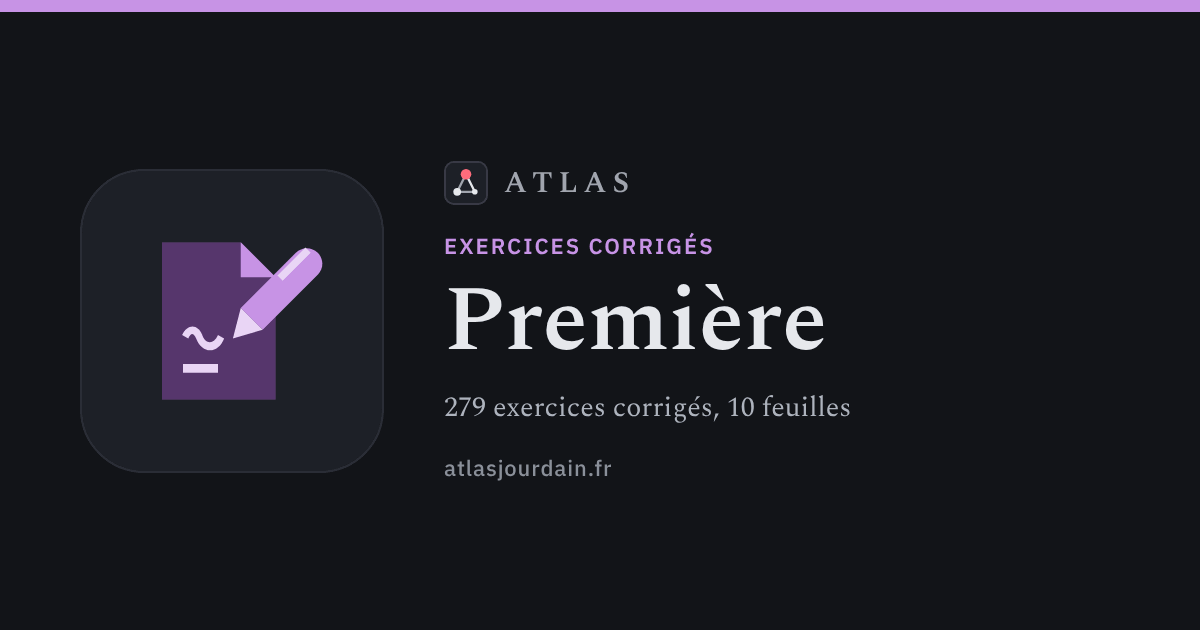 ATLAS
EXERCICES CORRIGÉS
Première
279 exercices corrigés, 10 feuilles
atlasjourdain.fr